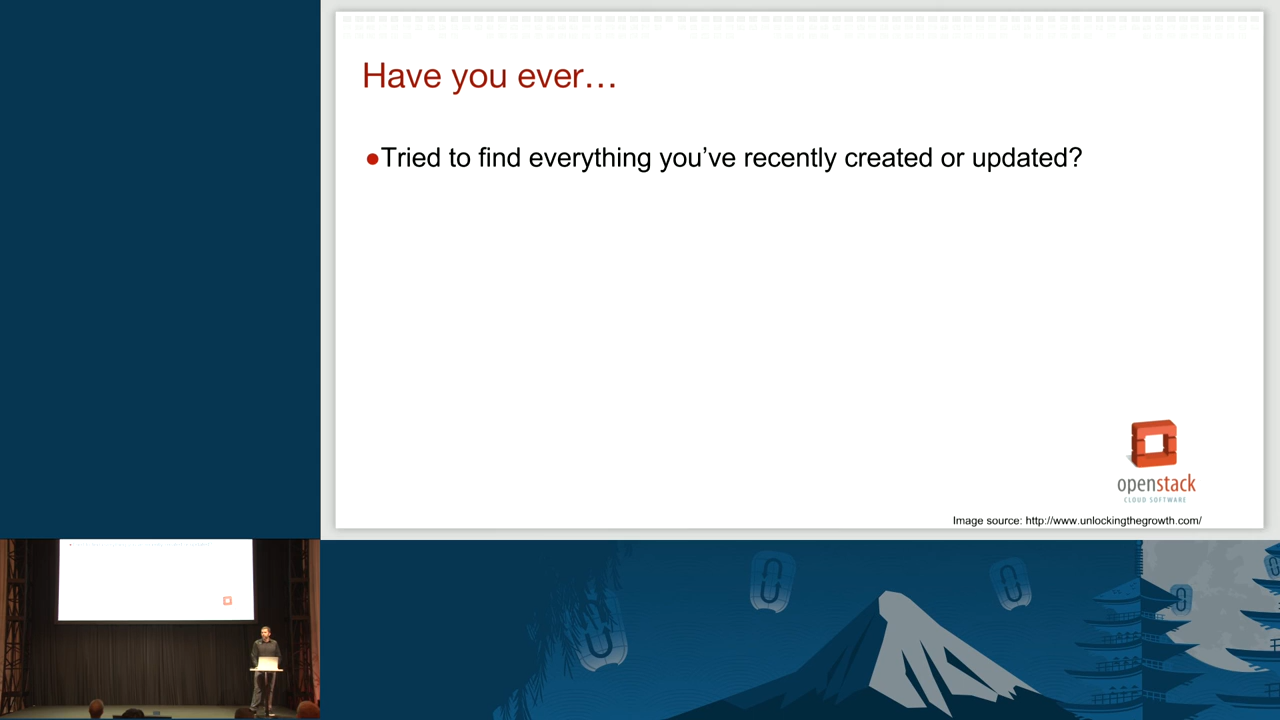 Have you ever…
●Tried to find everything you’ve recently created or updated?
openstack
CLOUD SOFTWARE
Image source: http://www.unlockingthegrowth.com/